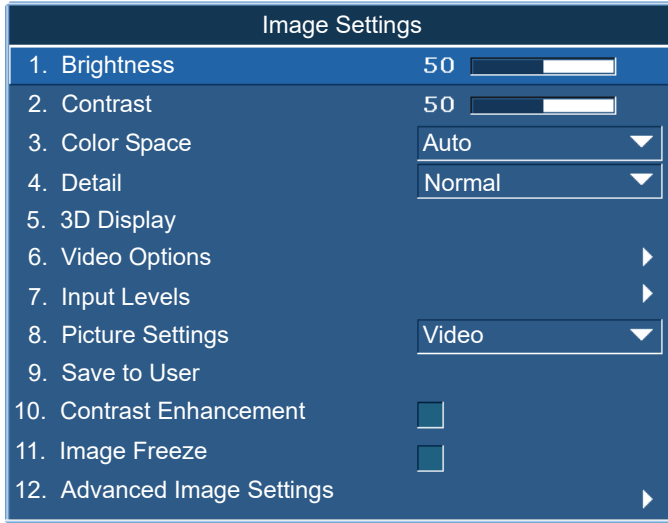 Image Settings
1. Brightness 50
2. Contrast 50
3. Color Space Auto
4. Detail Normal
5. 3D Display
6. Video Options
7. Input Levels
8. Picture Settings Video
9. Save to User
10. Contrast Enhancement
11. Image Freeze
12. Advanced Image Settings